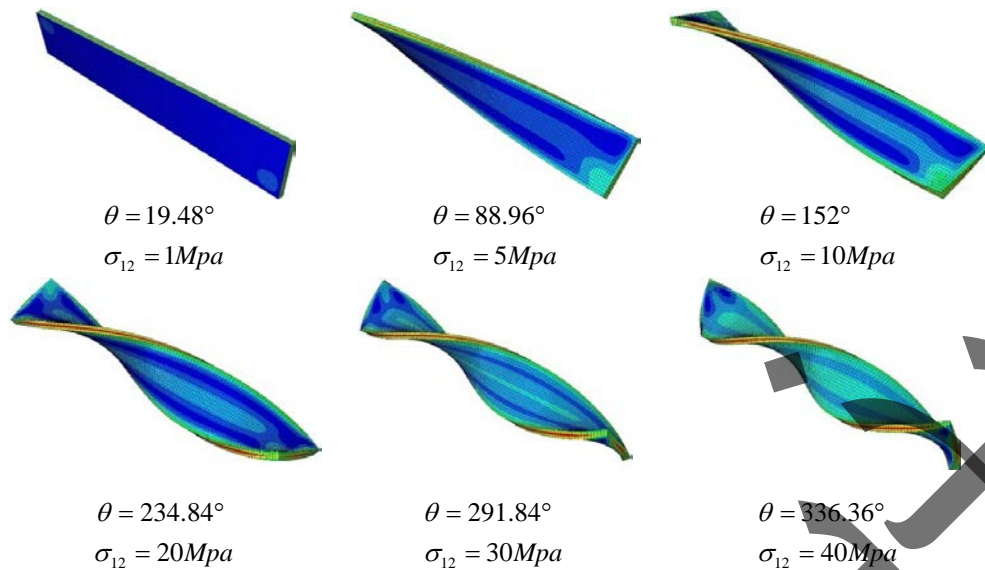 θ = 19.48°
σ₁₂ = 1Mpa
θ = 88.96°
σ₁₂ = 5Mpa
θ = 152°
σ₁₂ = 10Mpa
θ = 234.84°
σ₁₂ = 20Mpa
θ = 291.84°
σ₁₂ = 30Mpa
θ = 336.36°
σ₁₂ = 40Mpa